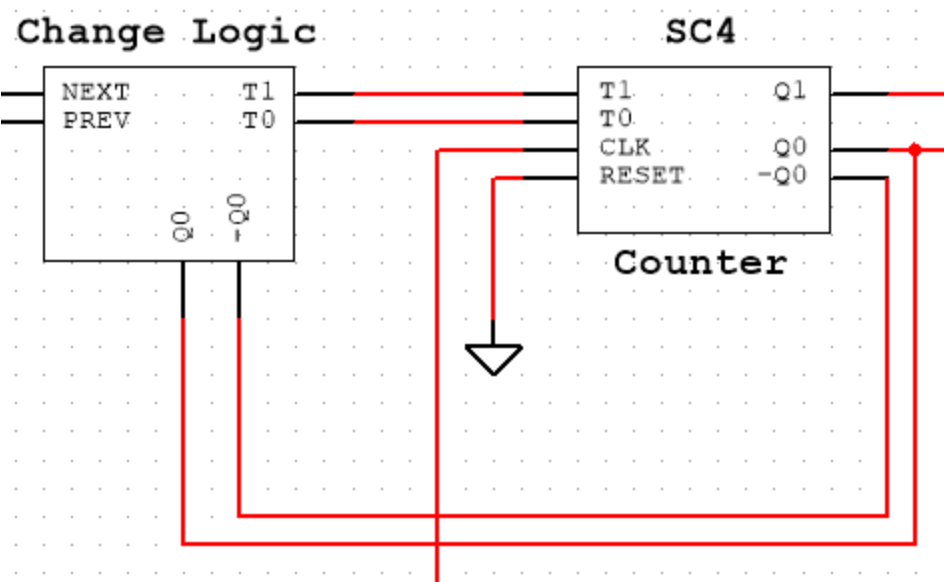 Change Logic
NEXT T1
PREV T0
Q0 -Q0
SC4
T1 Q1
T0
CLK Q0
RESET -Q0
Counter